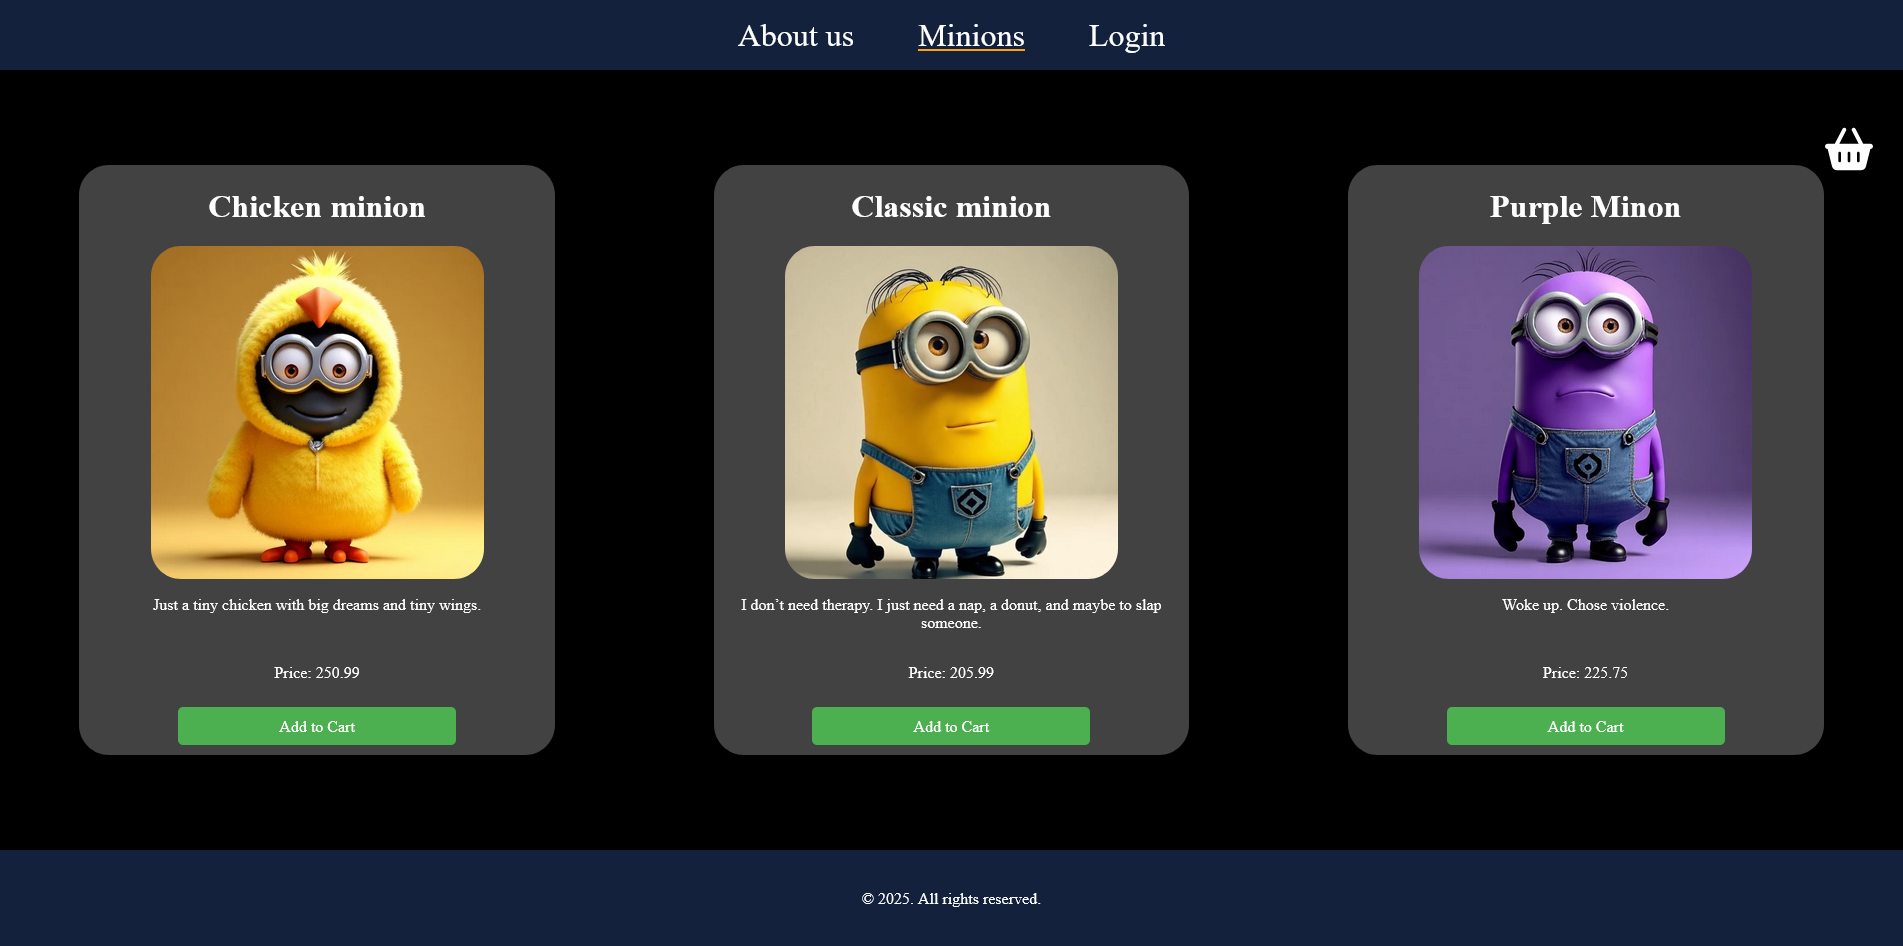 About us Minions Login
Chicken minion
Just a tiny chicken with big dreams and tiny wings.
Price: 250.99
Add to Cart
Classic minion
I don’t need therapy. I just need a nap, a donut, and maybe to slap
someone.
Price: 205.99
Add to Cart
Purple Minon
Woke up. Chose violence.
Price: 225.75
Add to Cart
© 2025. All rights reserved.